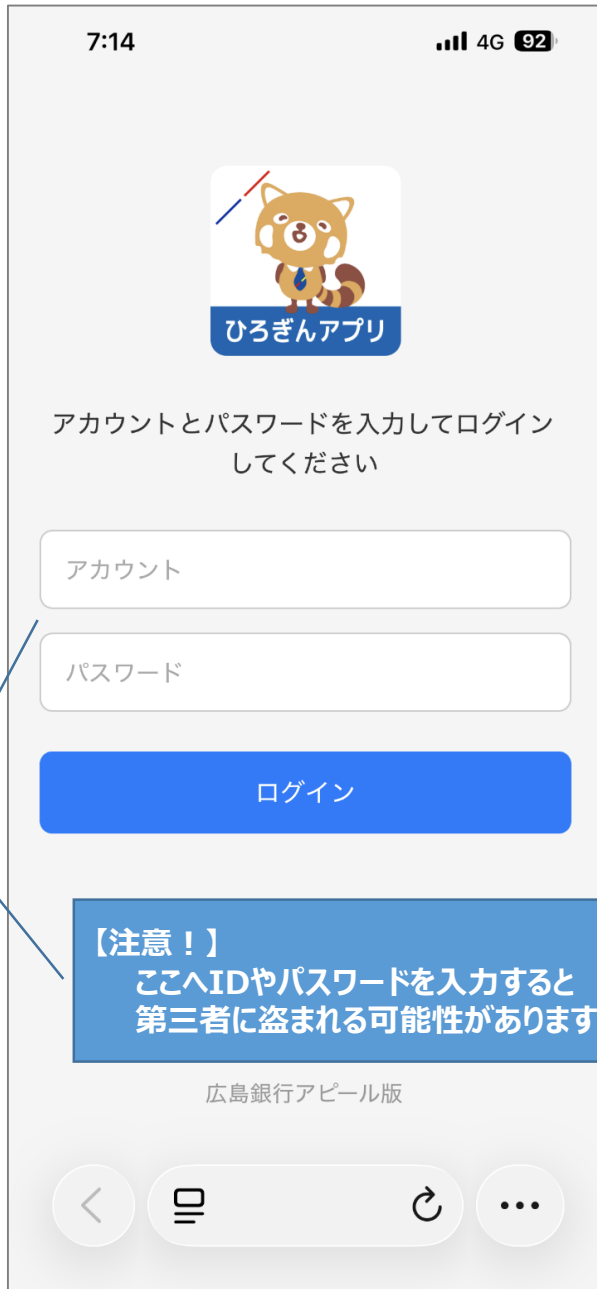 7:14
4G 92
ひろぎんアプリ
アカウントとパスワードを入力してログイン
してください
アカウント
パスワード
ログイン
【注意！】
ここへIDやパスワードを入力すると
第三者に盗まれる可能性があります
広島銀行アピール版